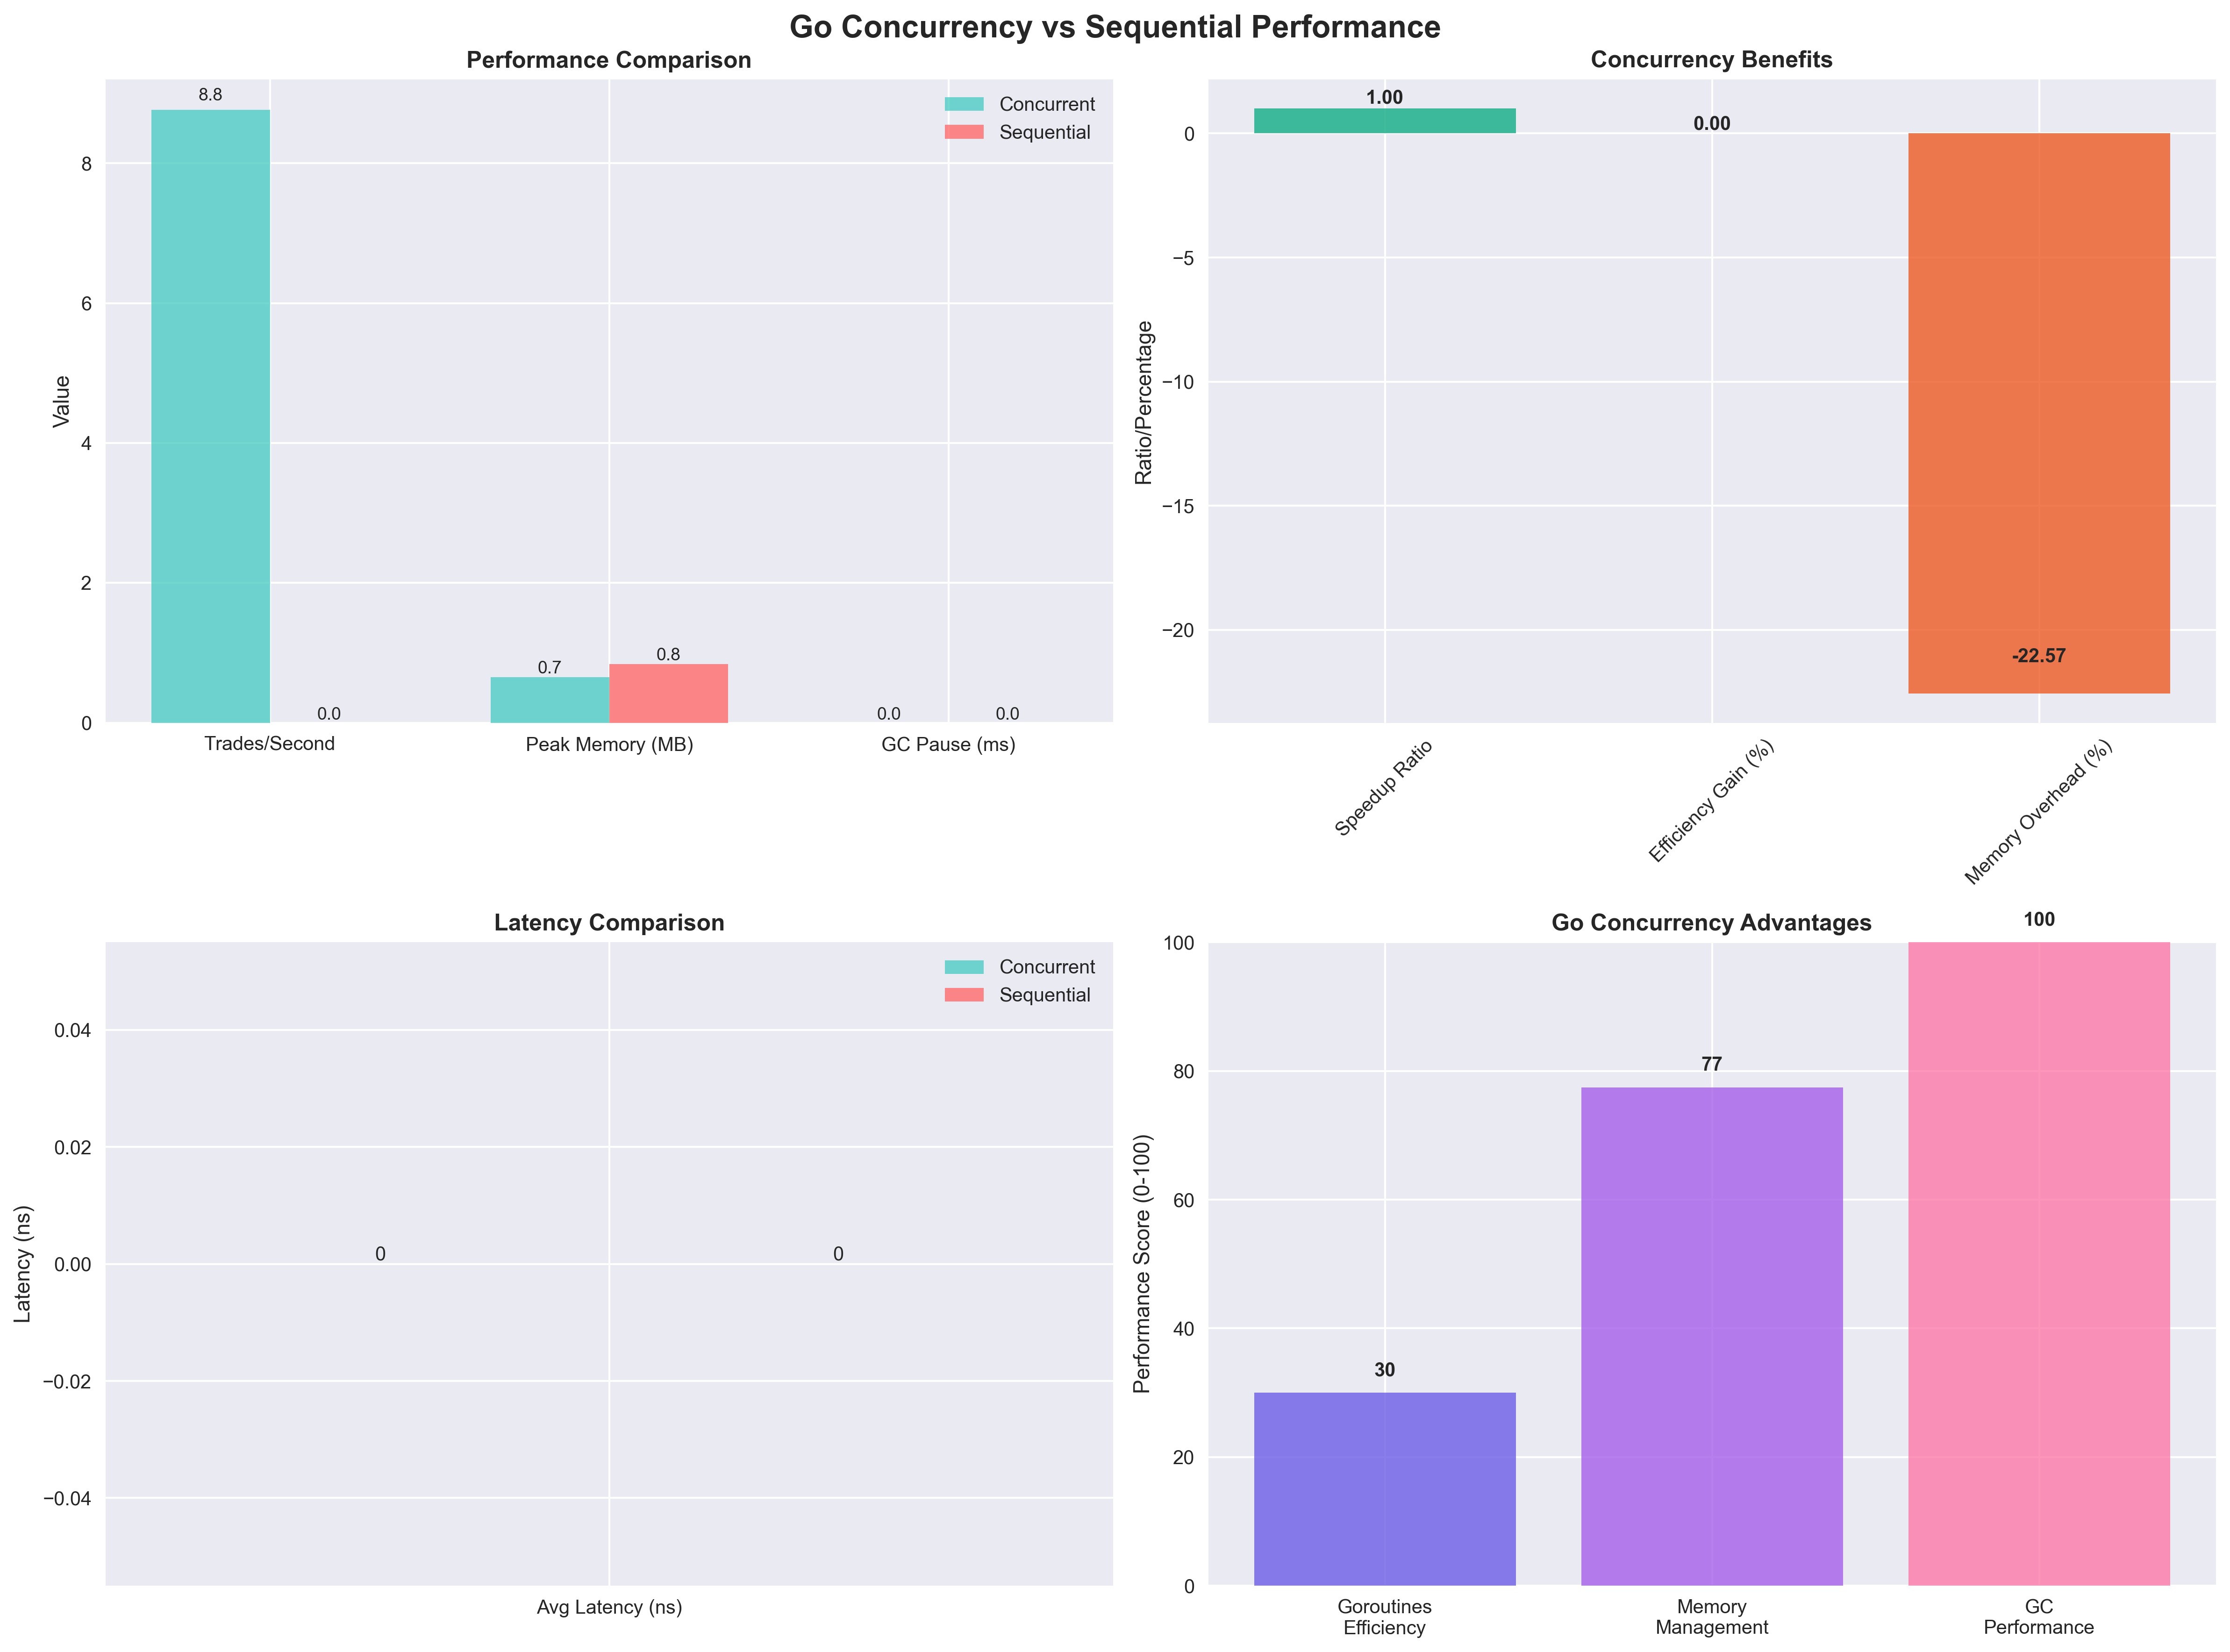 Go Concurrency vs Sequential Performance
Performance Comparison
Value
8
6
4
2
0
8.8
0.0
0.7
0.8
0.0
0.0
Concurrent
Sequential
Trades/Second
Peak Memory (MB)
GC Pause (ms)
Concurrency Benefits
Ratio/Percentage
0
−5
−10
−15
−20
1.00
0.00
-22.57
Speedup Ratio
Efficiency Gain (%)
Memory Overhead (%)
Latency Comparison
Latency (ns)
0.04
0.02
0.00
−0.02
−0.04
0
0
Concurrent
Sequential
Avg Latency (ns)
Go Concurrency Advantages
Performance Score (0-100)
100
80
60
40
20
0
30
77
100
Goroutines
Efficiency
Memory
Management
GC
Performance